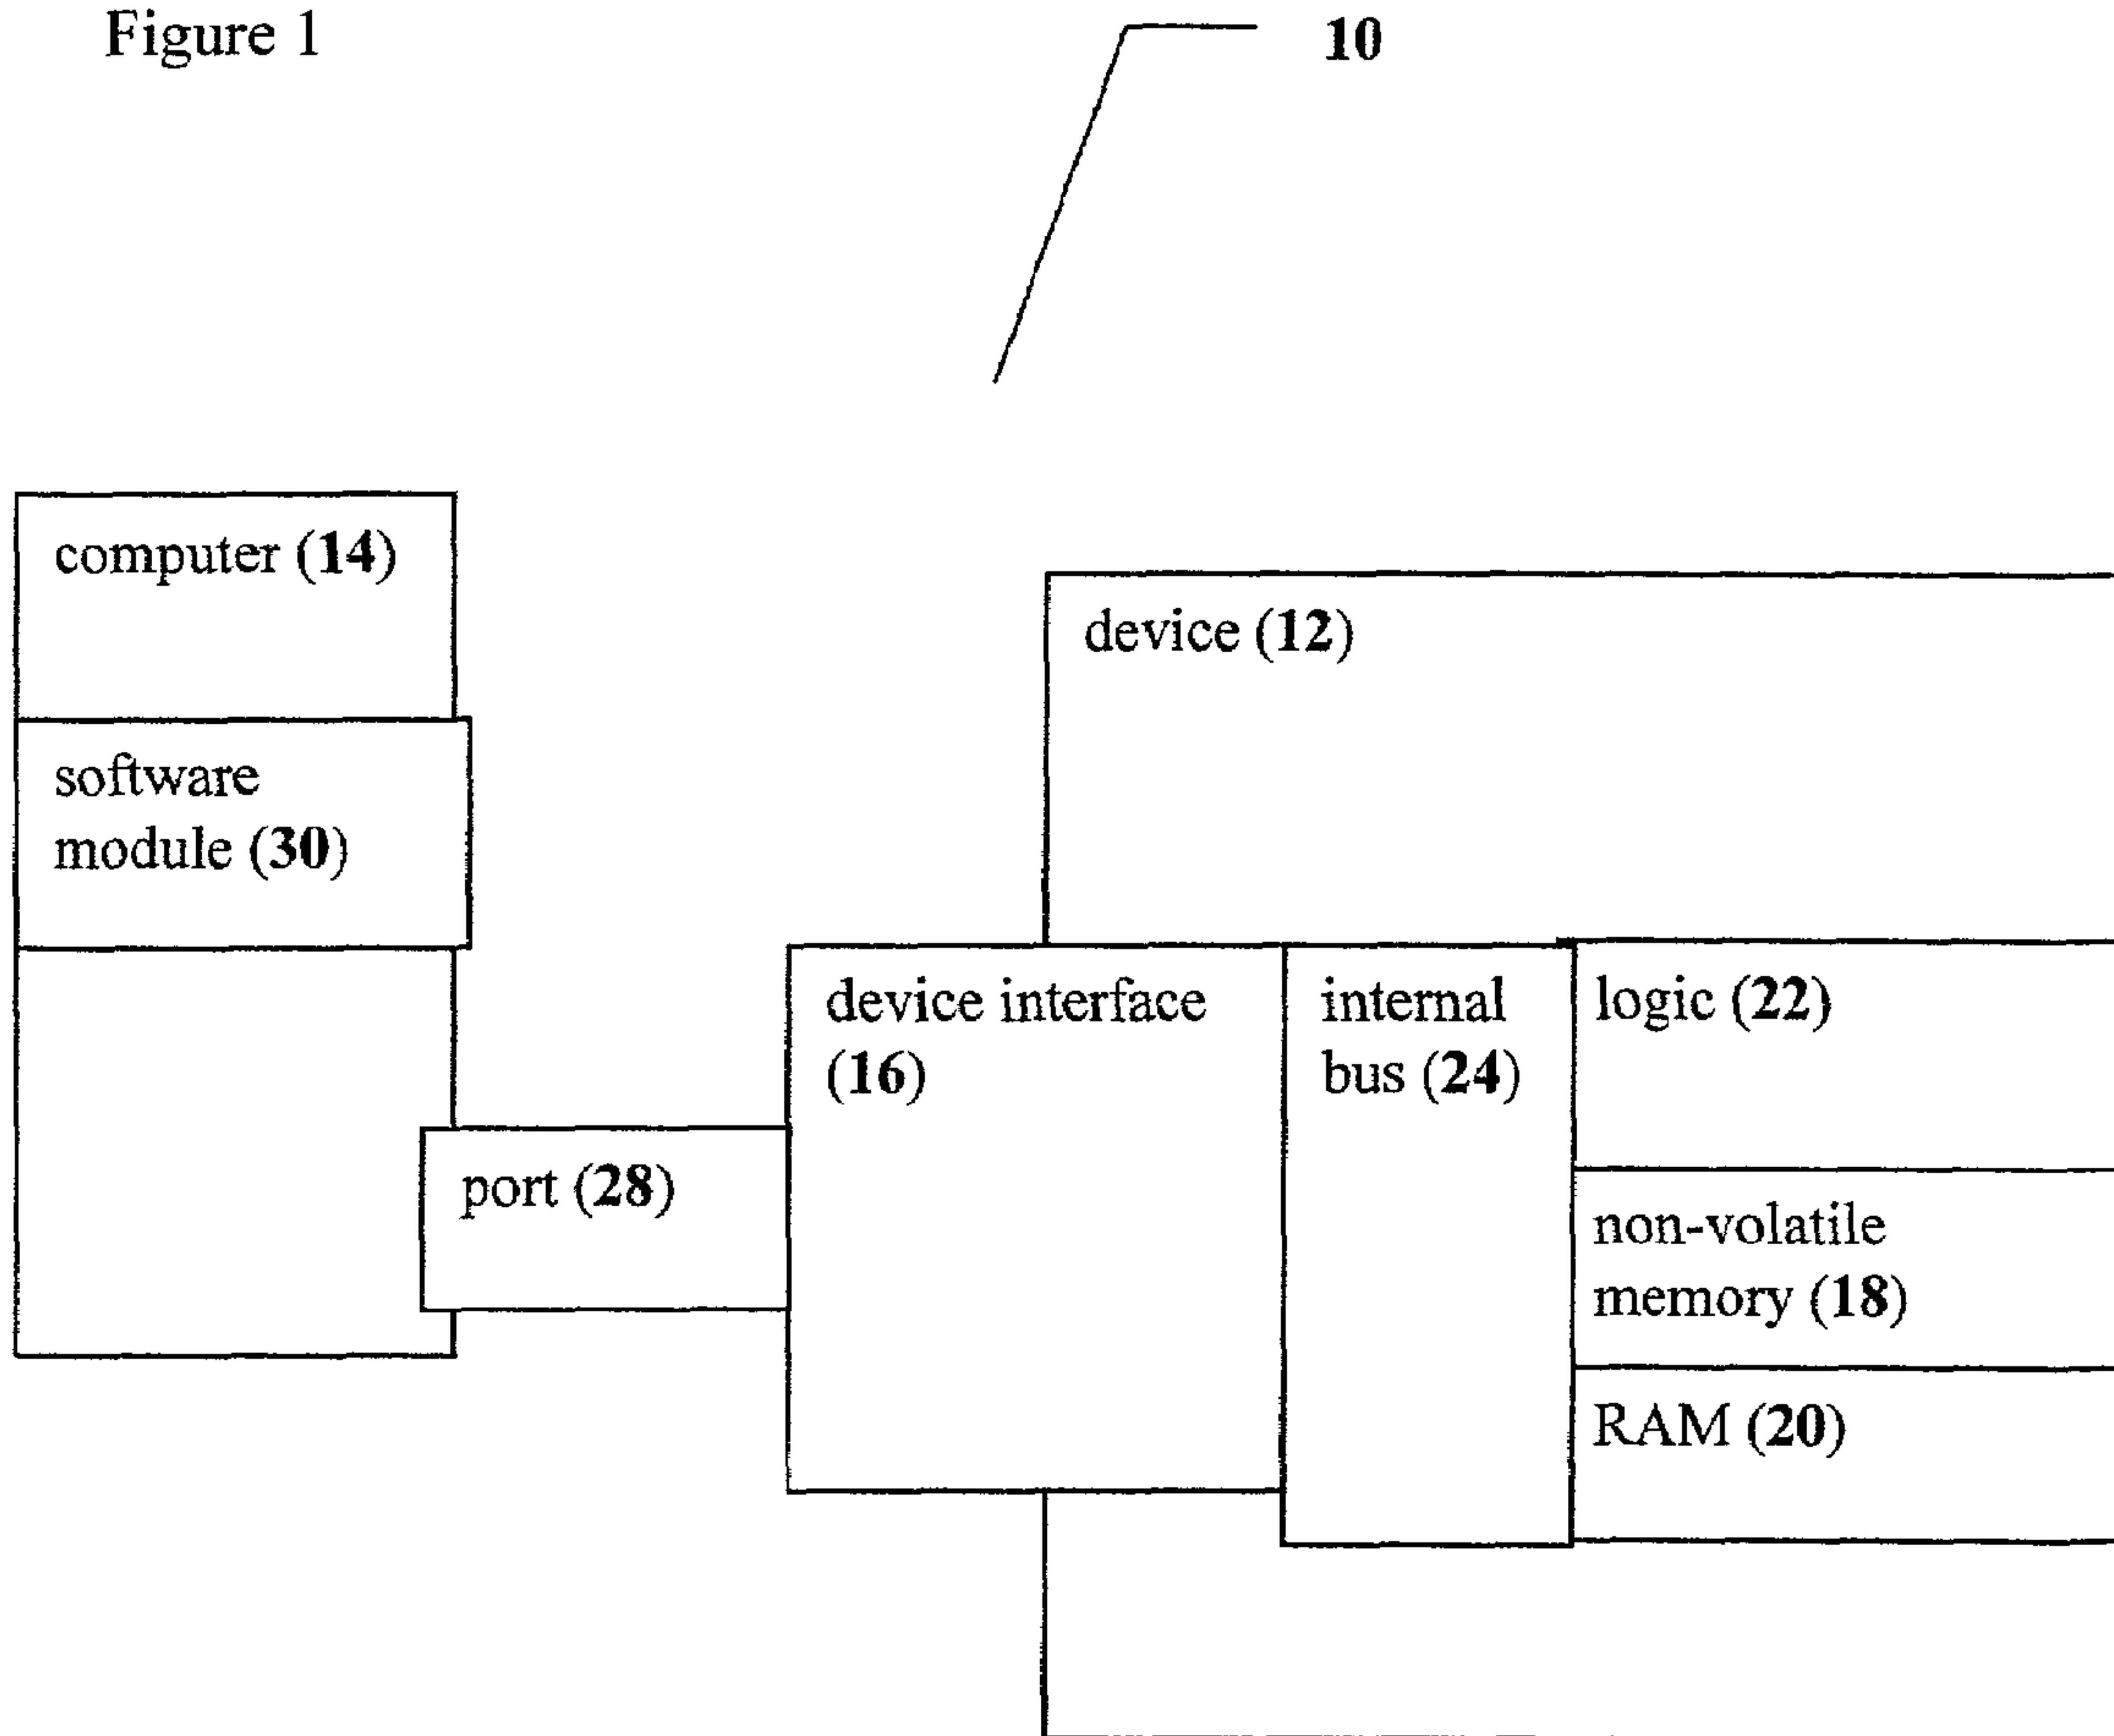 Figure 1
10
computer (14)
device (12)
software
module (30)
device interface
(16)
internal
bus (24)
logic (22)
port (28)
non-volatile
memory (18)
RAM (20)